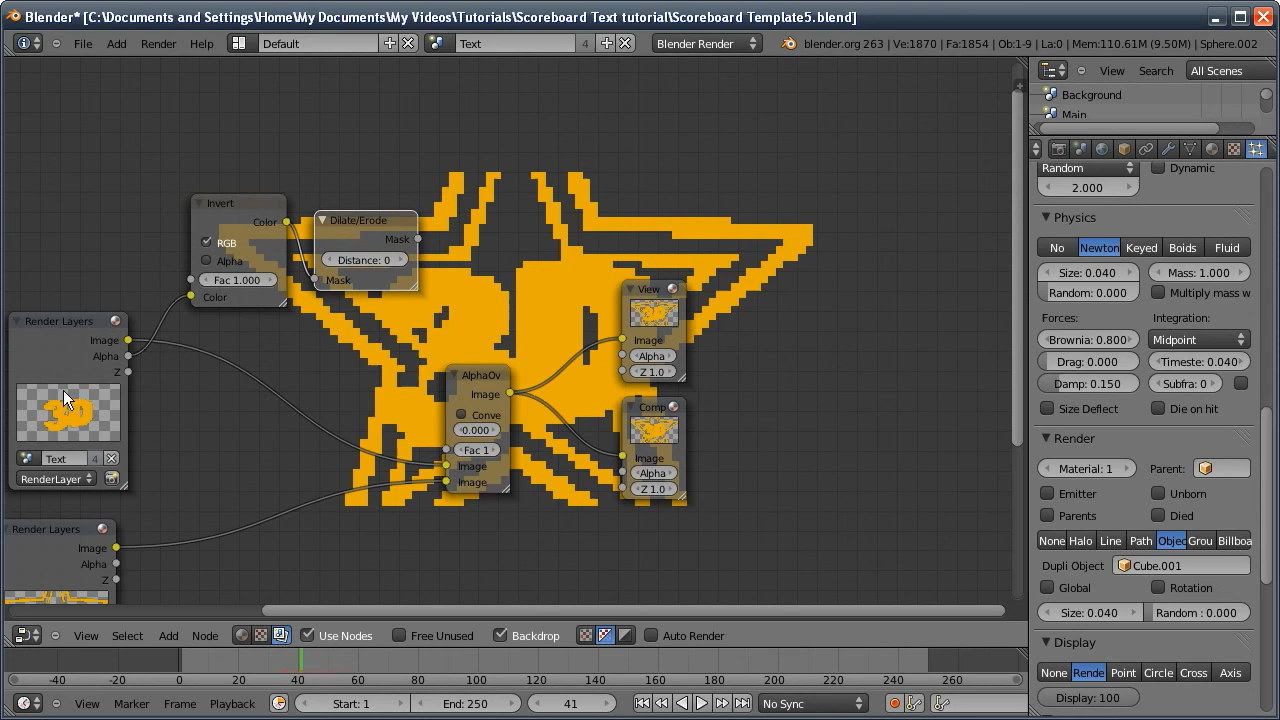 Blender* [C:\Documents and Settings\Home\My Documents\My Videos\Tutorials\Scoreboard Text tutorial\Scoreboard Template5.blend]
File Add Render Help Default Text 4 Blender Render blender.org 263 | Ve:1870 | Fa:1854 | Ob:1-9 | La:0 | Mem:110.61M (9.50M) | Sphere.002
View Search All Scenes
Background
Main
Random Dynamic
2.000
Physics
No Newton Keyed Boids Fluid
Size: 0.040 Mass: 1.000
Random: 0.000 Multiply mass w
Forces: Integration:
Brownia: 0.800 Midpoint
Drag: 0.000 Timeste: 0.040
Damp: 0.150 Subfra: 0
Size Deflect Die on hit
Render
Material: 1 Parent:
Emitter Unborn
Parents Died
None Halo Line Path Objec Grou Billboa
Dupli Object Cube.001
Global Rotation
Size: 0.040 Random : 0.000
Display
None Rende Point Circle Cross Axis
Display: 100
Invert
Color
RGB
Alpha
Fac 1.000
Color
Dilate/Erode
Mask
Distance: 0
Mask
Render Layers
Image
Alpha
Z
30
Text 4
RenderLayer
Render Layers
Image
Alpha
Z
AlphaOv
Image
Conve
0.000
Fac 1
Image
Image
View
Image
Alpha
Z 1.0
Comp
Image
Alpha
Z 1.0
View Select Add Node Use Nodes Free Unused Backdrop Auto Render
-40 -20 0 20 40 60 80 100 120 140 160 180 200 220 240 260
View Marker Frame Playback Start: 1 End: 250 41 No Sync